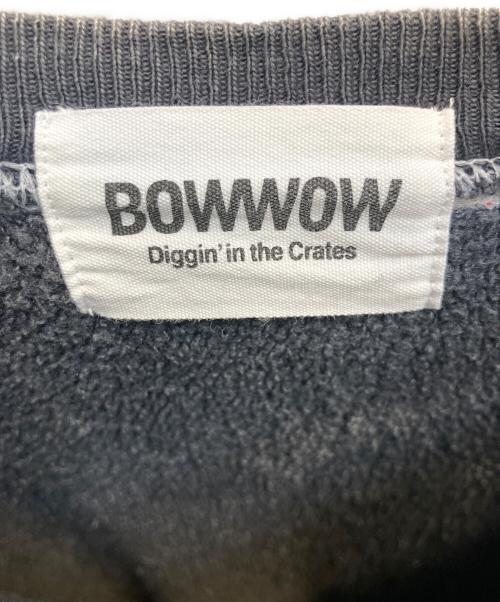 BOWWOW
Diggin' in the Crates